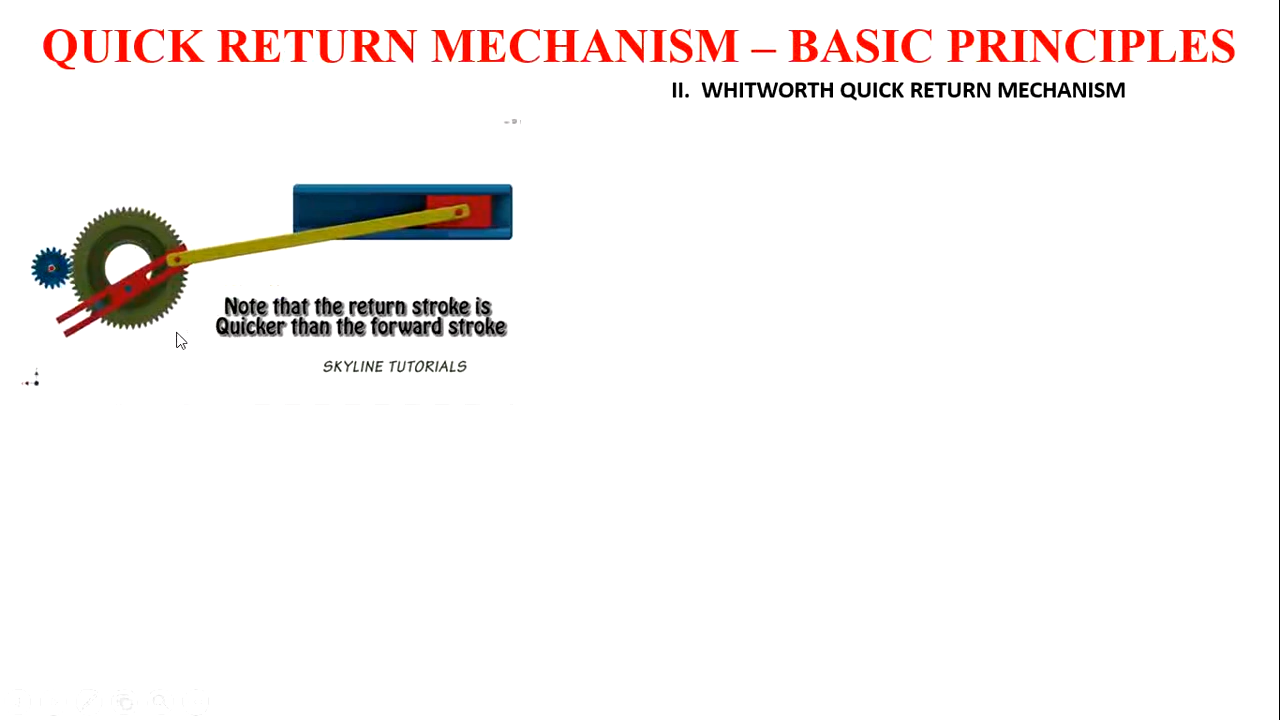 QUICK RETURN MECHANISM – BASIC PRINCIPLES
II. WHITWORTH QUICK RETURN MECHANISM
Note that the return stroke is
Quicker than the forward stroke
SKYLINE TUTORIALS